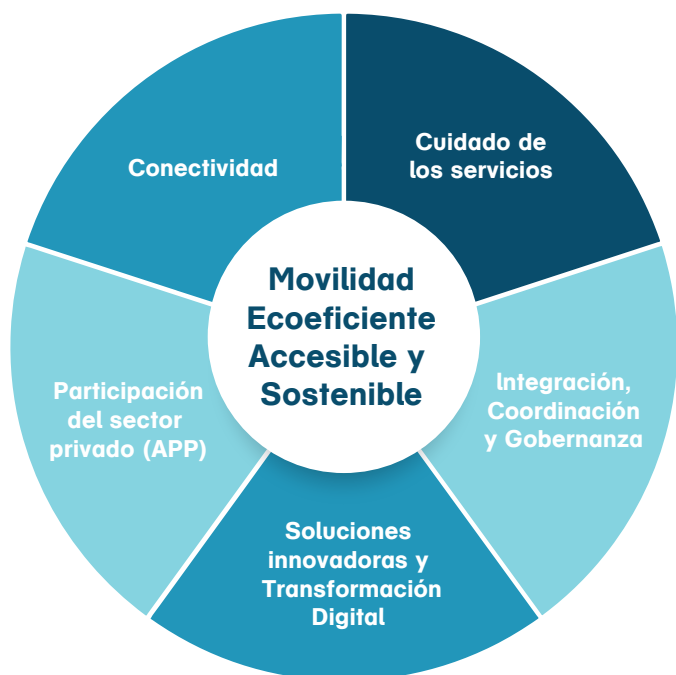 Conectividad
Cuidado de
los servicios
Movilidad
Ecoeficiente
Accesible y
Sostenible
Participación
del sector
privado (APP)
Integración,
Coordinación
y Gobernanza
Soluciones
innovadoras y
Transformación
Digital